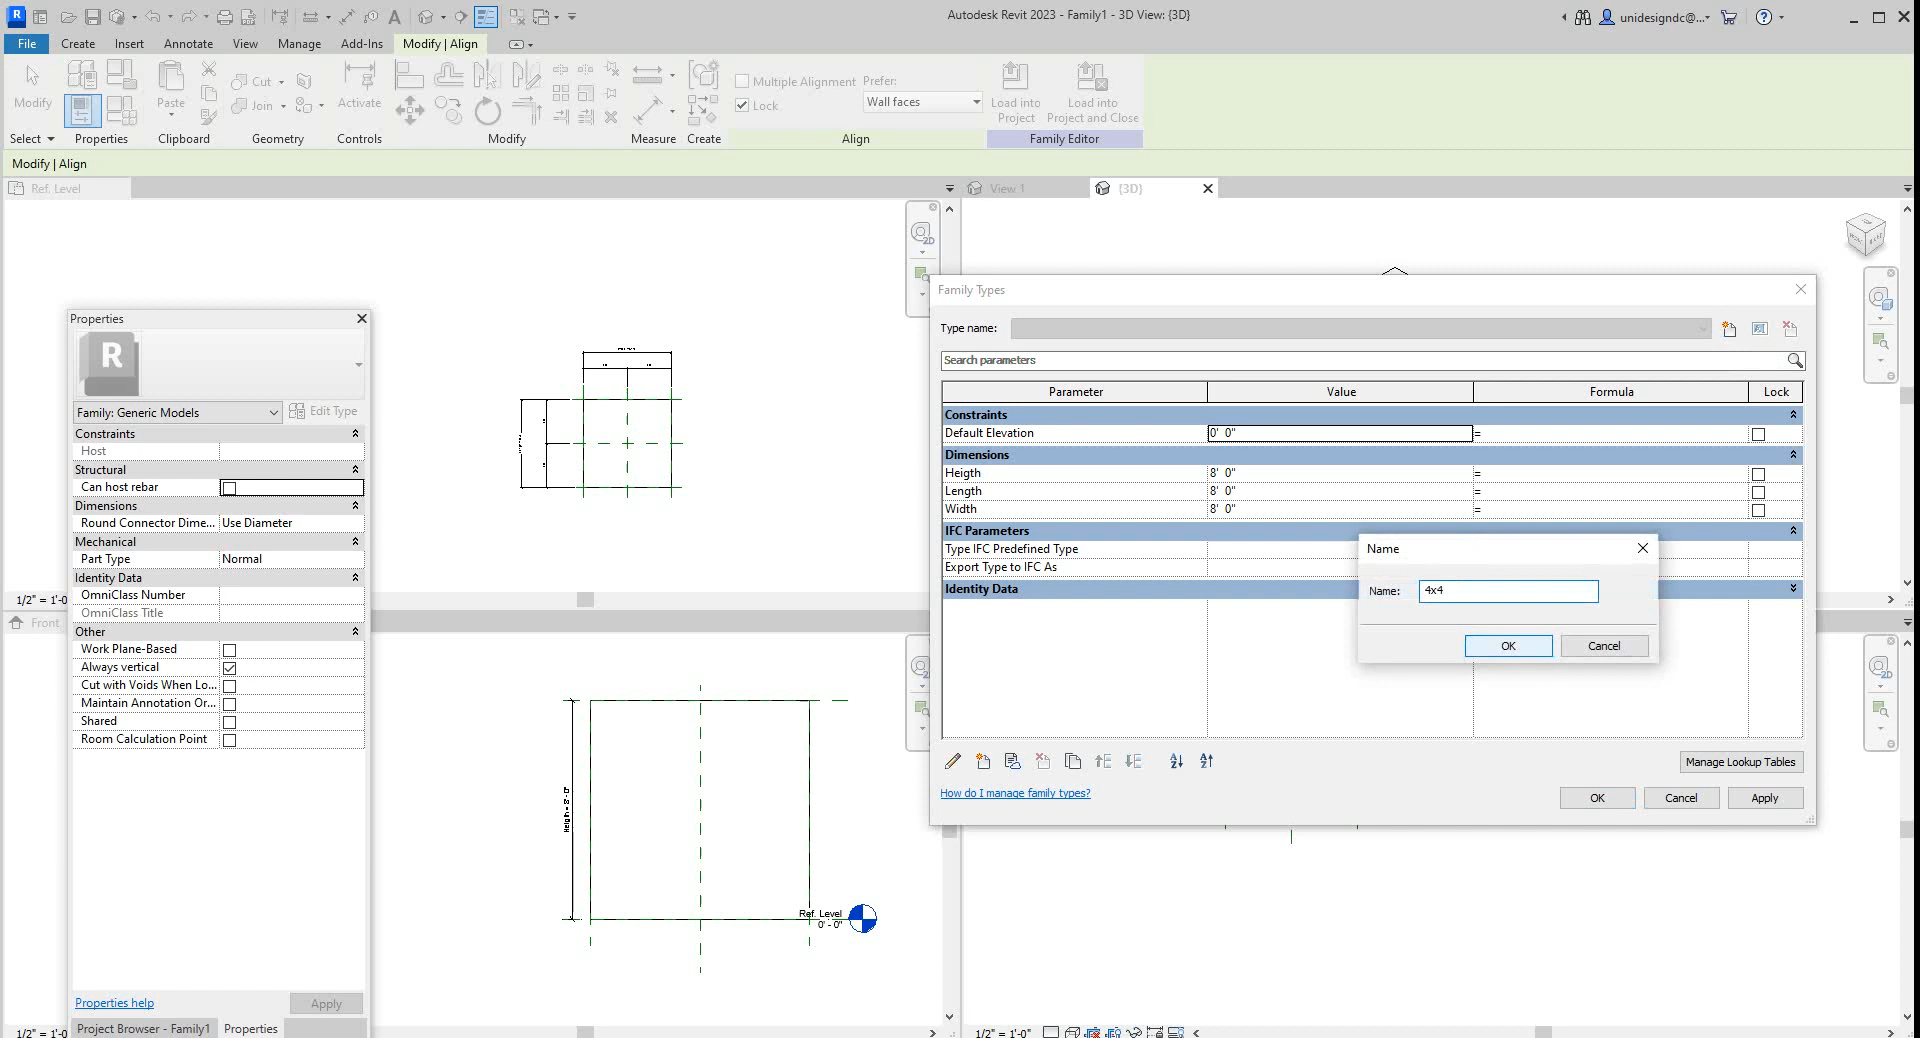 Autodesk Revit 2023 - Family1 - 3D View: {3D}
unidesigndc@...
File Create Insert Annotate View Manage Add-Ins Modify | Align
Modify Paste Cut Join Activate
Multiple Alignment Prefer:
Lock Wall faces
Load into Project
Load into Project and Close
Select Properties Clipboard Geometry Controls Modify Measure Create Align Family Editor
Modify | Align
Ref. Level
View 1
{3D}
2D
Properties
R
Family: Generic Models
Edit Type
Constraints
Host
Structural
Can host rebar
Dimensions
Round Connector Dime... Use Diameter
Mechanical
Part Type Normal
Identity Data
OmniClass Number
OmniClass Title
Other
Work Plane-Based
Always vertical
Cut with Voids When Lo...
Maintain Annotation Or...
Shared
Room Calculation Point
Properties help
Apply
Project Browser - Family1 Properties
1/2" = 1'-0
Front
Heigth = 8' - 0"
Ref. Level
0' - 0"
1/2" = 1'-0
Family Types
Type name:
Search parameters
Parameter Value Formula Lock
Constraints
Default Elevation 0' 0" =
Dimensions
Heigth 8' 0" =
Length 8' 0" =
Width 8' 0" =
IFC Parameters
Type IFC Predefined Type
Export Type to IFC As
Identity Data
Name
Name: 4x4
OK Cancel
Manage Lookup Tables
How do I manage family types?
OK Cancel Apply
2D
1/2" = 1'-0"